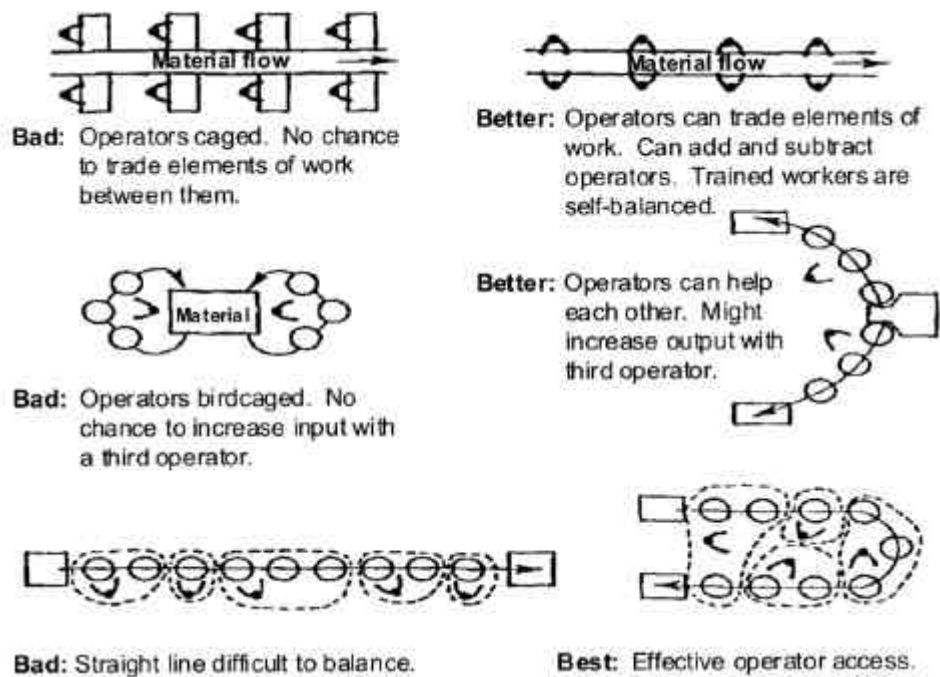 Material flow
Bad: Operators caged. No chance
to trade elements of work
between them.
Material flow
Better: Operators can trade elements of
work. Can add and subtract
operators. Trained workers are
self-balanced.
Material
Bad: Operators birdcaged. No
chance to increase input with
a third operator.
Better: Operators can help
each other. Might
increase output with
third operator.
Bad: Straight line difficult to balance.
Best: Effective operator access.